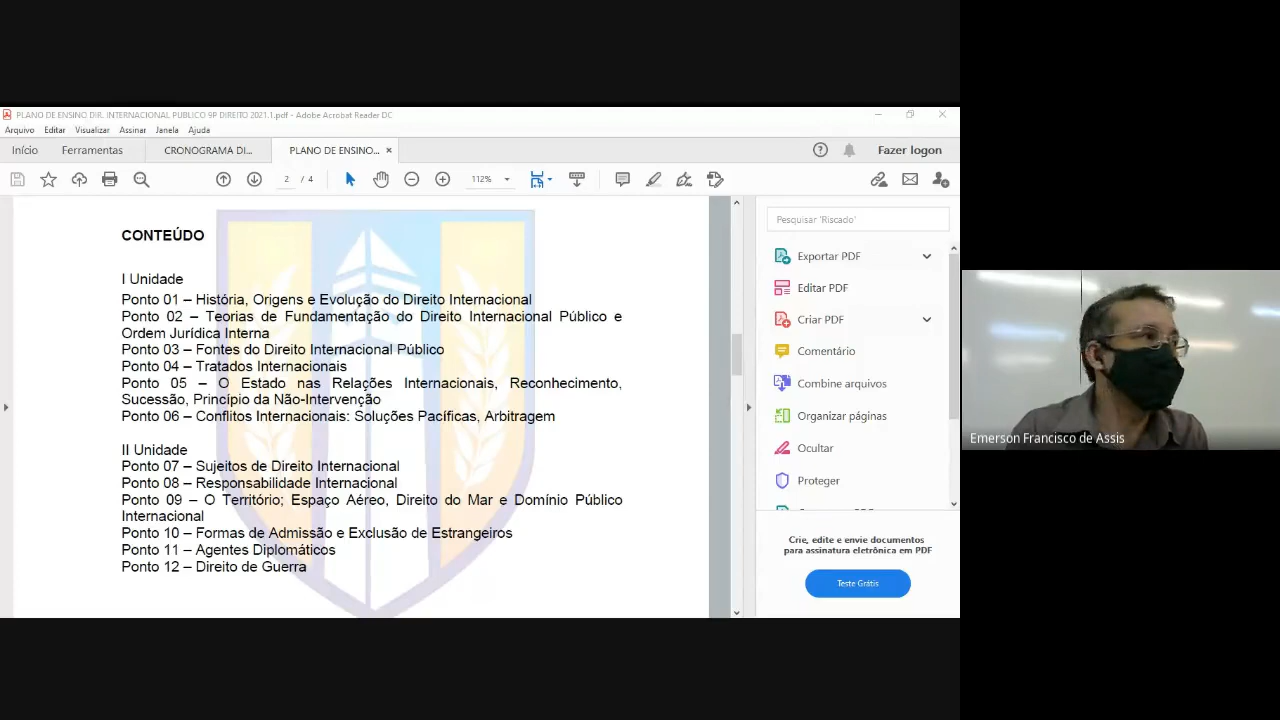 PLANO DE ENSINO DIR. INTERNACIONAL PUBLICO 9P DIREITO 2021.1.pdf - Adobe Acrobat Reader DC
Arquivo Editar Visualizar Assinar Janela Ajuda
Início Ferramentas CRONOGRAMA DI... PLANO DE ENSINO... Fazer logon
2 / 4 112%
CONTEÚDO
I Unidade
Ponto 01 – História, Origens e Evolução do Direito Internacional
Ponto 02 – Teorias de Fundamentação do Direito Internacional Público e
Ordem Jurídica Interna
Ponto 03 – Fontes do Direito Internacional Público
Ponto 04 – Tratados Internacionais
Ponto 05 – O Estado nas Relações Internacionais, Reconhecimento,
Sucessão, Princípio da Não-Intervenção
Ponto 06 – Conflitos Internacionais: Soluções Pacíficas, Arbitragem
II Unidade
Ponto 07 – Sujeitos de Direito Internacional
Ponto 08 – Responsabilidade Internacional
Ponto 09 – O Território; Espaço Aéreo, Direito do Mar e Domínio Público
Internacional
Ponto 10 – Formas de Admissão e Exclusão de Estrangeiros
Ponto 11 – Agentes Diplomáticos
Ponto 12 – Direito de Guerra
Pesquisar 'Riscado'
Exportar PDF
Editar PDF
Criar PDF
Comentário
Combine arquivos
Organizar páginas
Ocultar
Proteger
Crie, edite e envie documentos
para assinatura eletrônica em PDF
Teste Grátis
Emerson Francisco de Assis